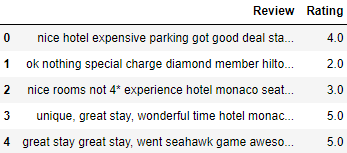 Review Rating
0 nice hotel expensive parking got good deal sta... 4.0
1 ok nothing special charge diamond member hilto... 2.0
2 nice rooms not 4* experience hotel monaco seat... 3.0
3 unique, great stay, wonderful time hotel monac... 5.0
4 great stay great stay, went seahawk game aweso... 5.0